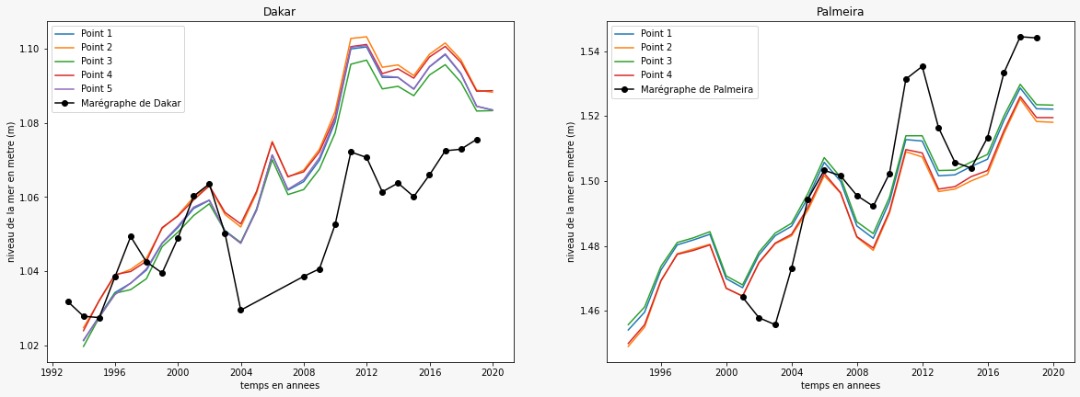 Dakar
Point 1
Point 2
Point 3
Point 4
Point 5
Marégraphe de Dakar
niveau de la mer en metre (m)
1.10
1.08
1.06
1.04
1.02
1992
1996
2000
2004
2008
2012
2016
2020
temps en annees
Palmeira
Point 1
Point 2
Point 3
Point 4
Marégraphe de Palmeira
niveau de la mer en metre (m)
1.54
1.52
1.50
1.48
1.46
1996
2000
2004
2008
2012
2016
2020
temps en annees